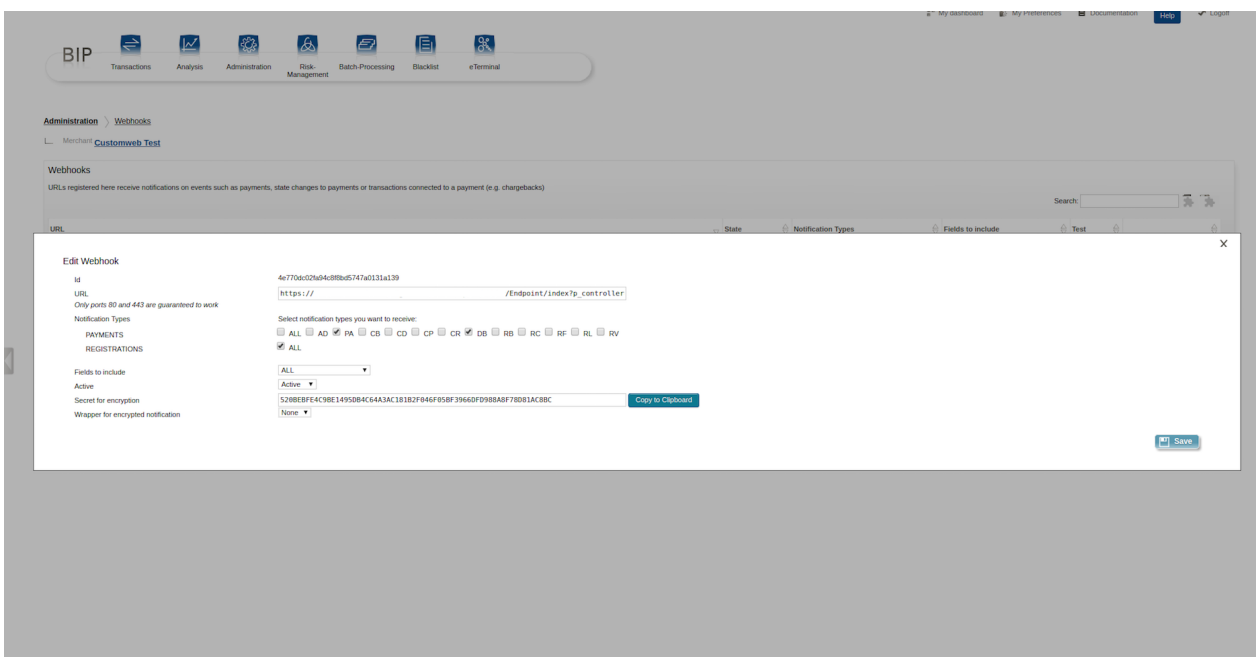 My dashboard My Preferences Documentation Help Logoff
BIP
Transactions Analysis Administration Risk-Management Batch-Processing Blacklist eTerminal
Administration Webhooks
Merchant Customweb Test
Webhooks
URLs registered here receive notifications on events such as payments, state changes to payments or transactions connected to a payment (e.g. chargebacks)
Search:
URL State Notification Types Fields to include Test
X
Edit Webhook
Id 4e770dc02fa94c8f8bd5747a0131a139
URL https:// /Endpoint/index?p_controller
Only ports 80 and 443 are guaranteed to work
Notification Types Select notification types you want to receive:
PAYMENTS ALL AD PA CB CD CP CR DB RB RC RF RL RV
REGISTRATIONS ALL
Fields to include ALL
Active Active
Secret for encryption 520BEBFE4C9BE1495DB4C64A3AC181B2F046F05BF3966DFD988A8F78D81AC8BC Copy to Clipboard
Wrapper for encrypted notification None
Save